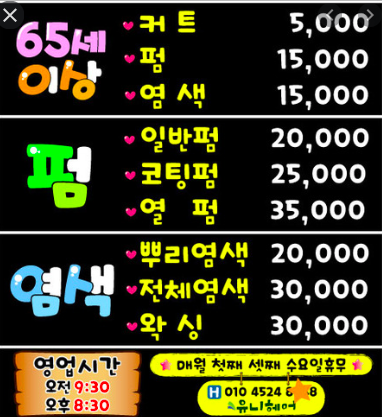 65세 이상
커트 5,000
펌 15,000
염색 15,000
펌
일반펌 20,000
코팅펌 25,000
열 펌 35,000
염색
뿌리염색 20,000
전체염색 30,000
왁싱 30,000
영업시간
오전 9:30
오후 8:30
매월 첫째 셋째 수요일휴무
H 010 4524
유니헤어